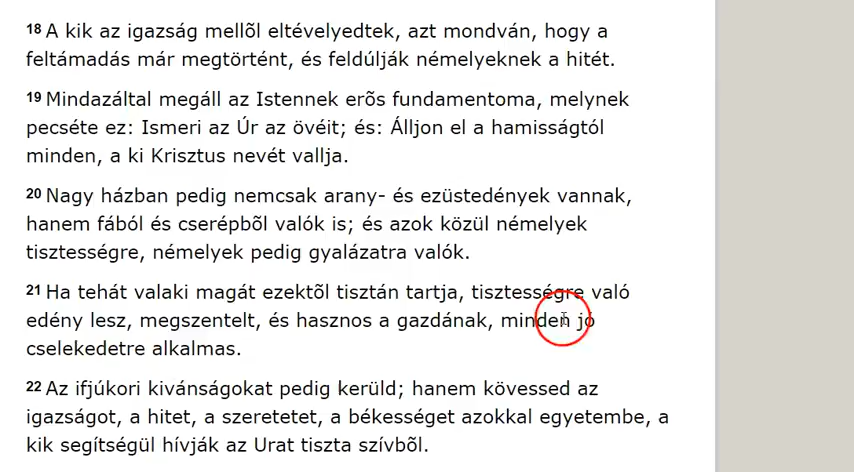 18 A kik az igazság mellõl eltévelyedtek, azt mondván, hogy a
feltámadás már megtörtént, és feldúlják némelyeknek a hitét.
19 Mindazáltal megáll az Istennek erõs fundamentoma, melynek
pecséte ez: Ismeri az Úr az övéit; és: Álljon el a hamisságtól
minden, a ki Krisztus nevét vallja.
20 Nagy házban pedig nemcsak arany- és ezüstedények vannak,
hanem fából és cserépbõl valók is; és azok közül némelyek
tisztességre, némelyek pedig gyalázatra valók.
21 Ha tehát valaki magát ezektõl tisztán tartja, tisztességre való
edény lesz, megszentelt, és hasznos a gazdának, minden jó
cselekedetre alkalmas.
22 Az ifjúkori kivánságokat pedig kerüld; hanem kövessed az
igazságot, a hitet, a szeretetet, a békességet azokkal egyetembe, a
kik segítségül hívják az Urat tiszta szívbõl.